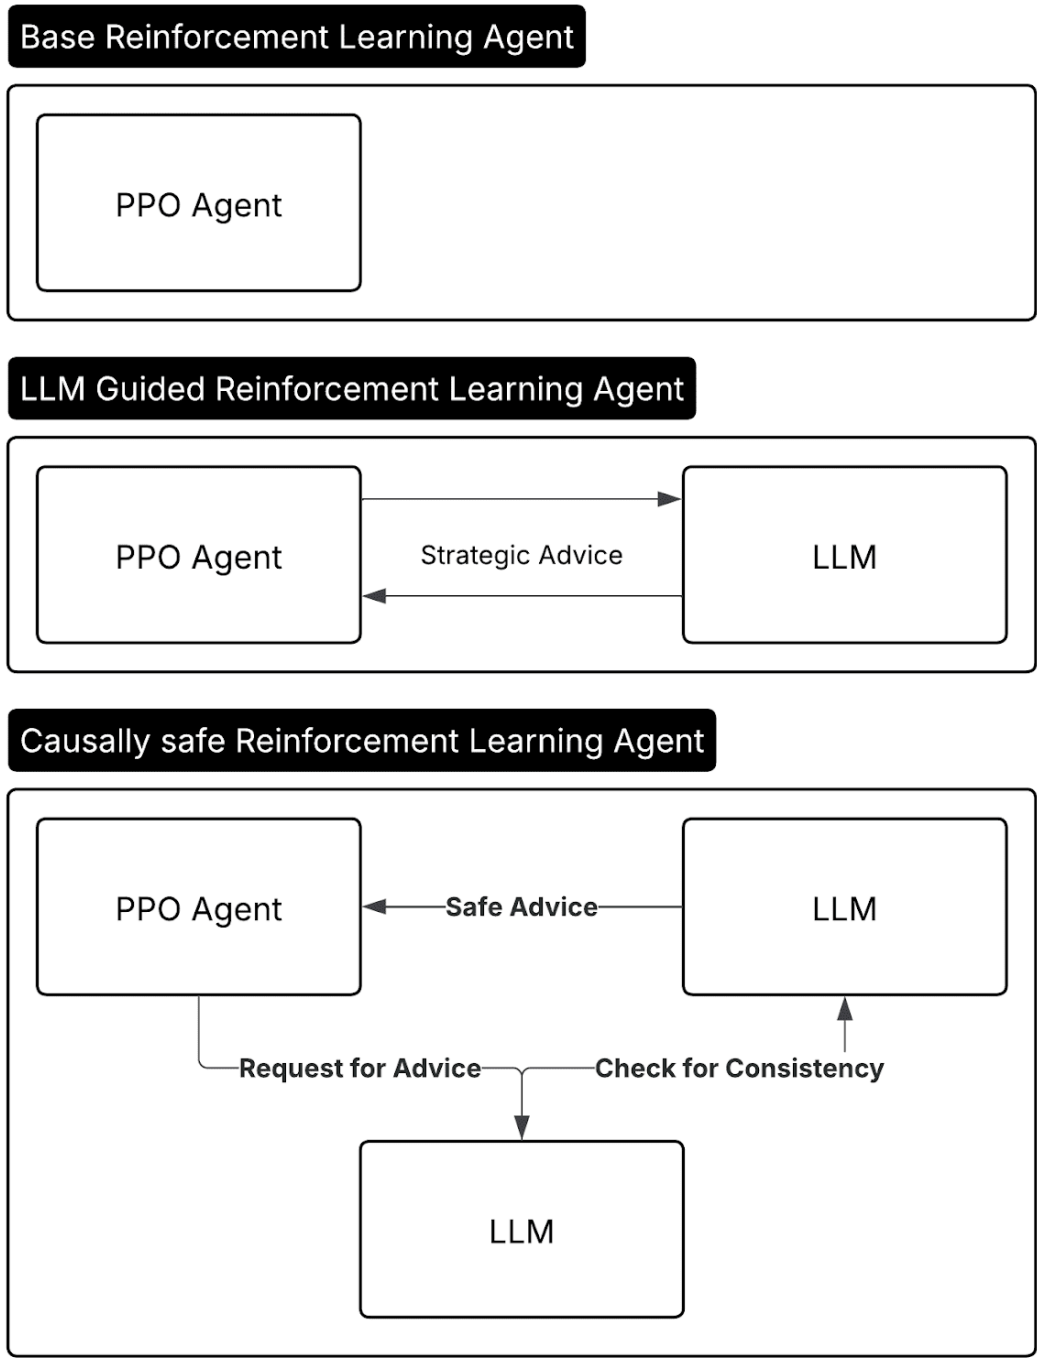 Base Reinforcement Learning Agent
PPO Agent
LLM Guided Reinforcement Learning Agent
PPO Agent
Strategic Advice
LLM
Causally safe Reinforcement Learning Agent
PPO Agent
Safe Advice
LLM
Request for Advice
Check for Consistency
LLM